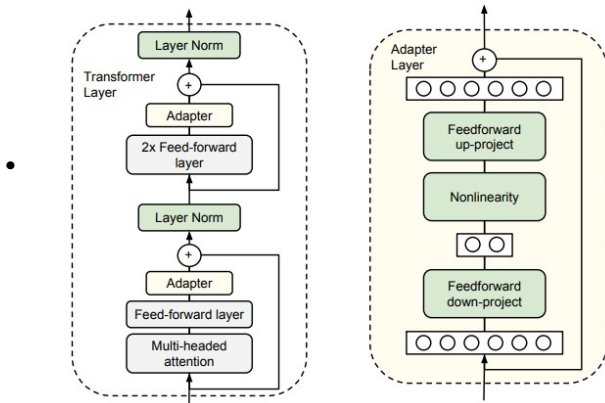 Layer Norm
Transformer
Layer
+
Adapter
2x Feed-forward
layer
Layer Norm
+
Adapter
Feed-forward layer
Multi-headed
attention
Adapter
Layer
+
Feedforward
up-project
Nonlinearity
Feedforward
down-project